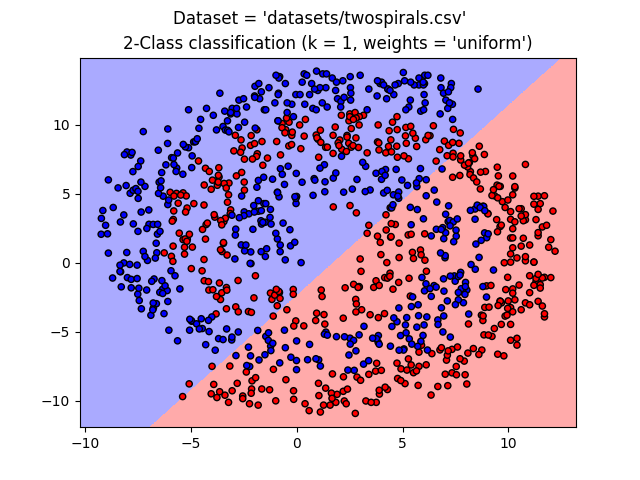 Dataset = 'datasets/twospirals.csv'
2-Class classification (k = 1, weights = 'uniform')
10
5
0
−5
−10
−10 −5 0 5 10